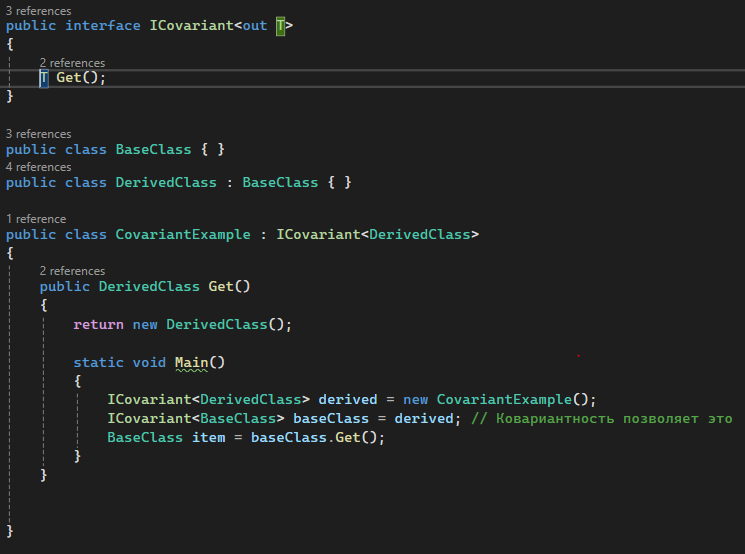 3 references
public interface ICovariant<out T>
{
2 references
T Get();
}
3 references
public class BaseClass { }
4 references
public class DerivedClass : BaseClass { }
1 reference
public class CovariantExample : ICovariant<DerivedClass>
{
2 references
public DerivedClass Get()
{
return new DerivedClass();
static void Main()
{
ICovariant<DerivedClass> derived = new CovariantExample();
ICovariant<BaseClass> baseClass = derived; // Ковариантность позволяет это
BaseClass item = baseClass.Get();
}
}
}